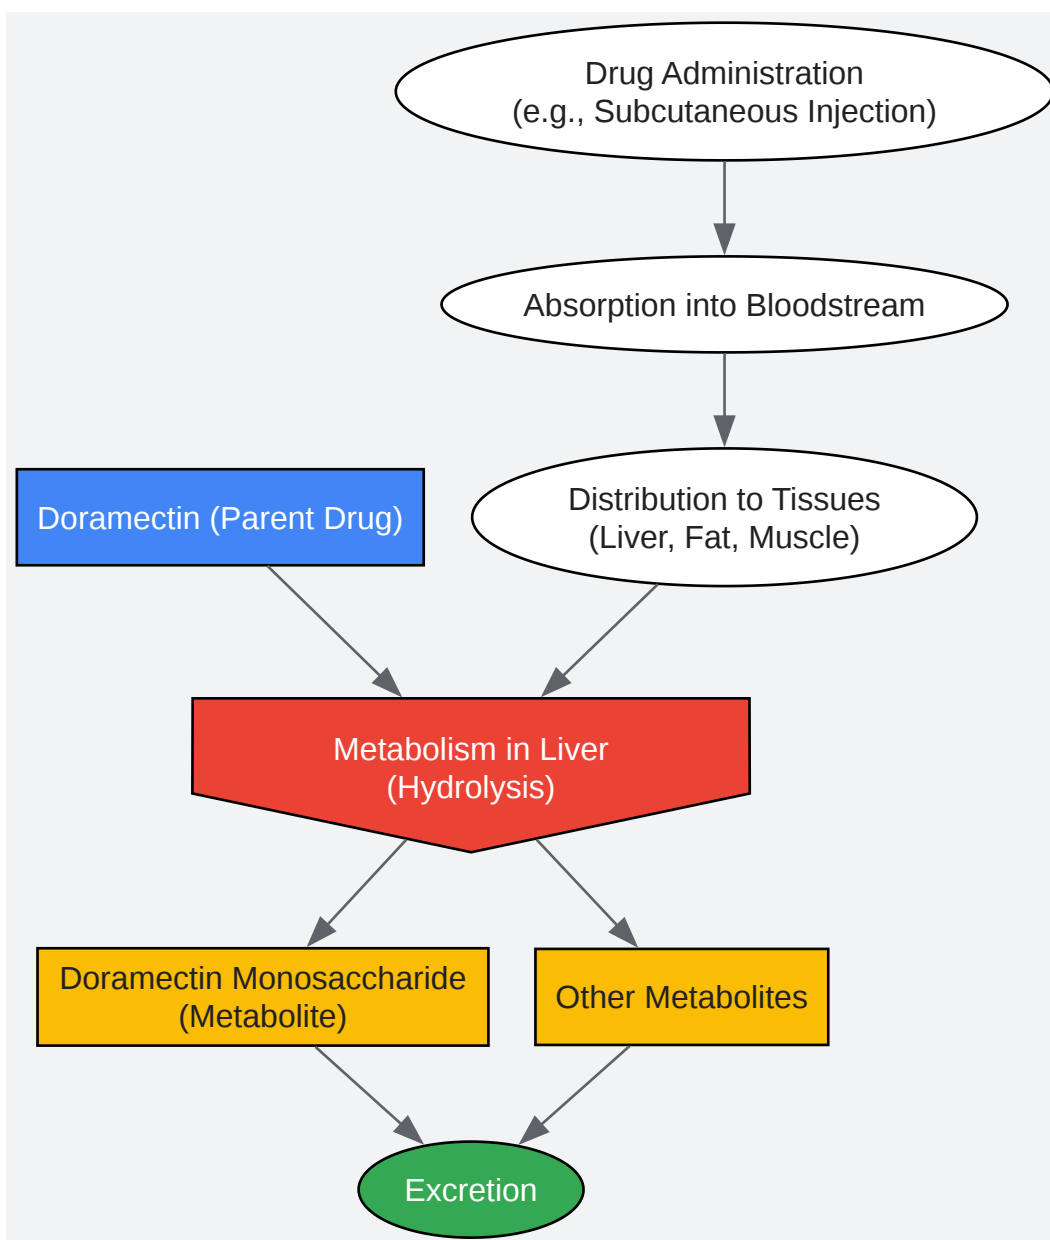 Drug Administration
(e.g., Subcutaneous Injection)
Absorption into Bloodstream
Doramectin (Parent Drug)
Distribution to Tissues
(Liver, Fat, Muscle)
Metabolism in Liver
(Hydrolysis)
Doramectin Monosaccharide
(Metabolite)
Other Metabolites
Excretion